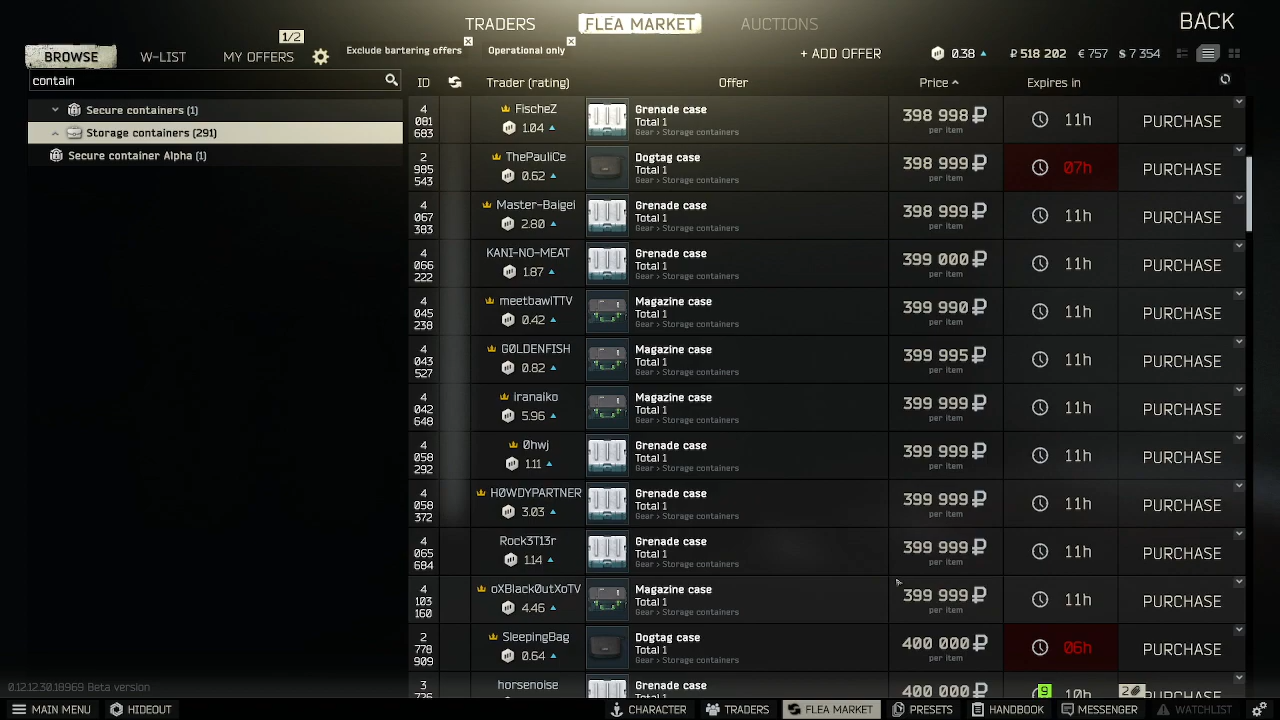 TRADERS FLEA MARKET AUCTIONS BACK
1/2
BROWSE W-LIST MY OFFERS Exclude bartering offers Operational only + ADD OFFER 0.38 ₽ 518 202 € 757 $ 7 354
contain
ID Trader (rating) Offer Price Expires in
Secure containers (1)
Storage containers (291)
Secure container Alpha (1)
4 081 683 FischeZ 1.04 Grenade case Total 1 Gear > Storage containers 398 998 ₽ per item 11h PURCHASE
2 985 543 ThePauliCe 0.62 Dogtag case Total 1 Gear > Storage containers 398 999 ₽ per item 07h PURCHASE
4 067 383 Master-Balgei 2.80 Grenade case Total 1 Gear > Storage containers 398 999 ₽ per item 11h PURCHASE
4 066 222 KANI-NO-MEAT 1.87 Grenade case Total 1 Gear > Storage containers 399 000 ₽ per item 11h PURCHASE
4 045 238 meetbawlTTV 0.42 Magazine case Total 1 Gear > Storage containers 399 990 ₽ per item 11h PURCHASE
4 043 527 G0LDENFISH 0.82 Magazine case Total 1 Gear > Storage containers 399 995 ₽ per item 11h PURCHASE
4 042 648 iranaiko 5.96 Magazine case Total 1 Gear > Storage containers 399 999 ₽ per item 11h PURCHASE
4 058 292 0hwj 1.11 Grenade case Total 1 Gear > Storage containers 399 999 ₽ per item 11h PURCHASE
4 058 372 H0WDYPARTNER 3.03 Grenade case Total 1 Gear > Storage containers 399 999 ₽ per item 11h PURCHASE
4 065 684 Rock3T13r 1.14 Grenade case Total 1 Gear > Storage containers 399 999 ₽ per item 11h PURCHASE
4 103 160 oXBlack0utXoTV 4.46 Magazine case Total 1 Gear > Storage containers 399 999 ₽ per item 11h PURCHASE
2 778 909 SleepingBag 0.64 Dogtag case Total 1 Gear > Storage containers 400 000 ₽ per item 06h PURCHASE
3 horsenoise Grenade case 400 000 ₽ 10h PURCHASE
0.12.12.30.18969 Beta version
9 2
MAIN MENU HIDEOUT CHARACTER TRADERS FLEA MARKET PRESETS HANDBOOK MESSENGER WATCHLIST